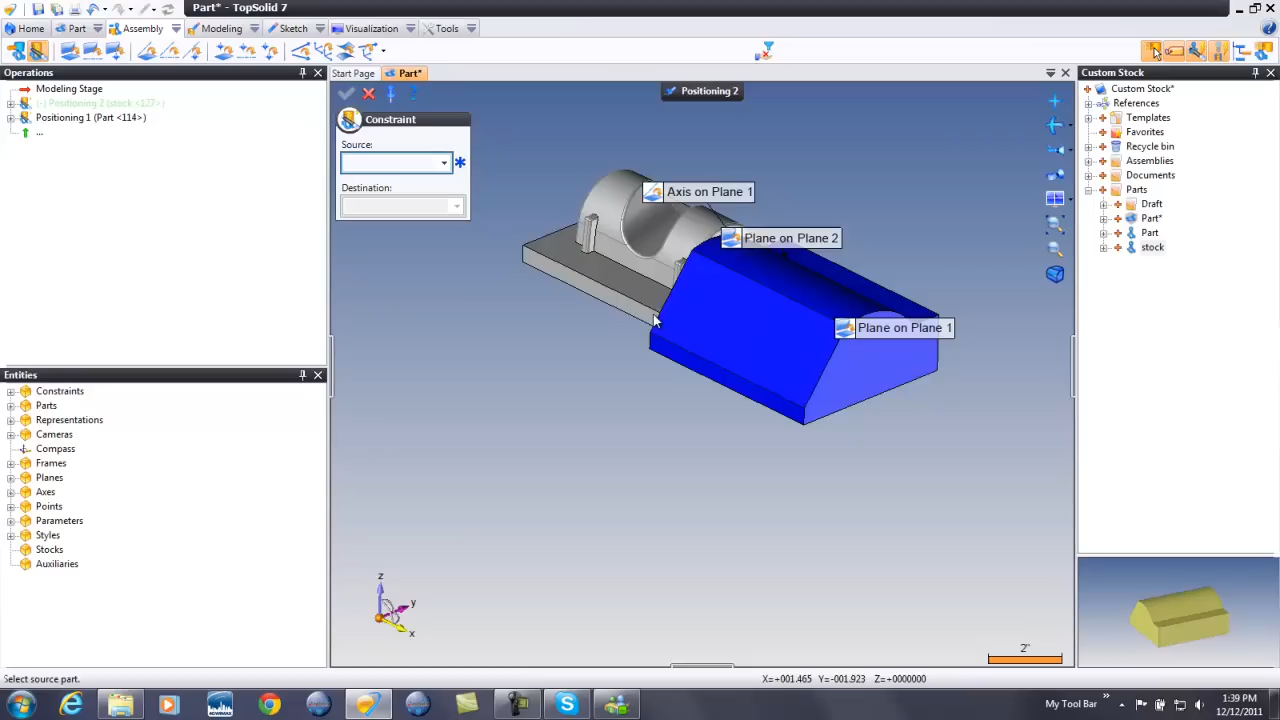 Part* - TopSolid 7
Home
Part
Assembly
Modeling
Sketch
Visualization
Tools
Operations
Modeling Stage
(-) Positioning 2 (stock <127>)
Positioning 1 (Part <114>)
...
Start Page
Part*
Positioning 2
Constraint
Source:
Destination:
Axis on Plane 1
Plane on Plane 2
Plane on Plane 1
Custom Stock
Custom Stock*
References
Templates
Favorites
Recycle bin
Assemblies
Documents
Parts
Draft
Part*
Part
stock
Entities
Constraints
Parts
Representations
Cameras
Compass
Frames
Planes
Axes
Points
Parameters
Styles
Stocks
Auxiliaries
z
y
x
2"
Select source part.
X=+001.465 Y=-001.923 Z=+0000000
My Tool Bar
1:39 PM
12/12/2011